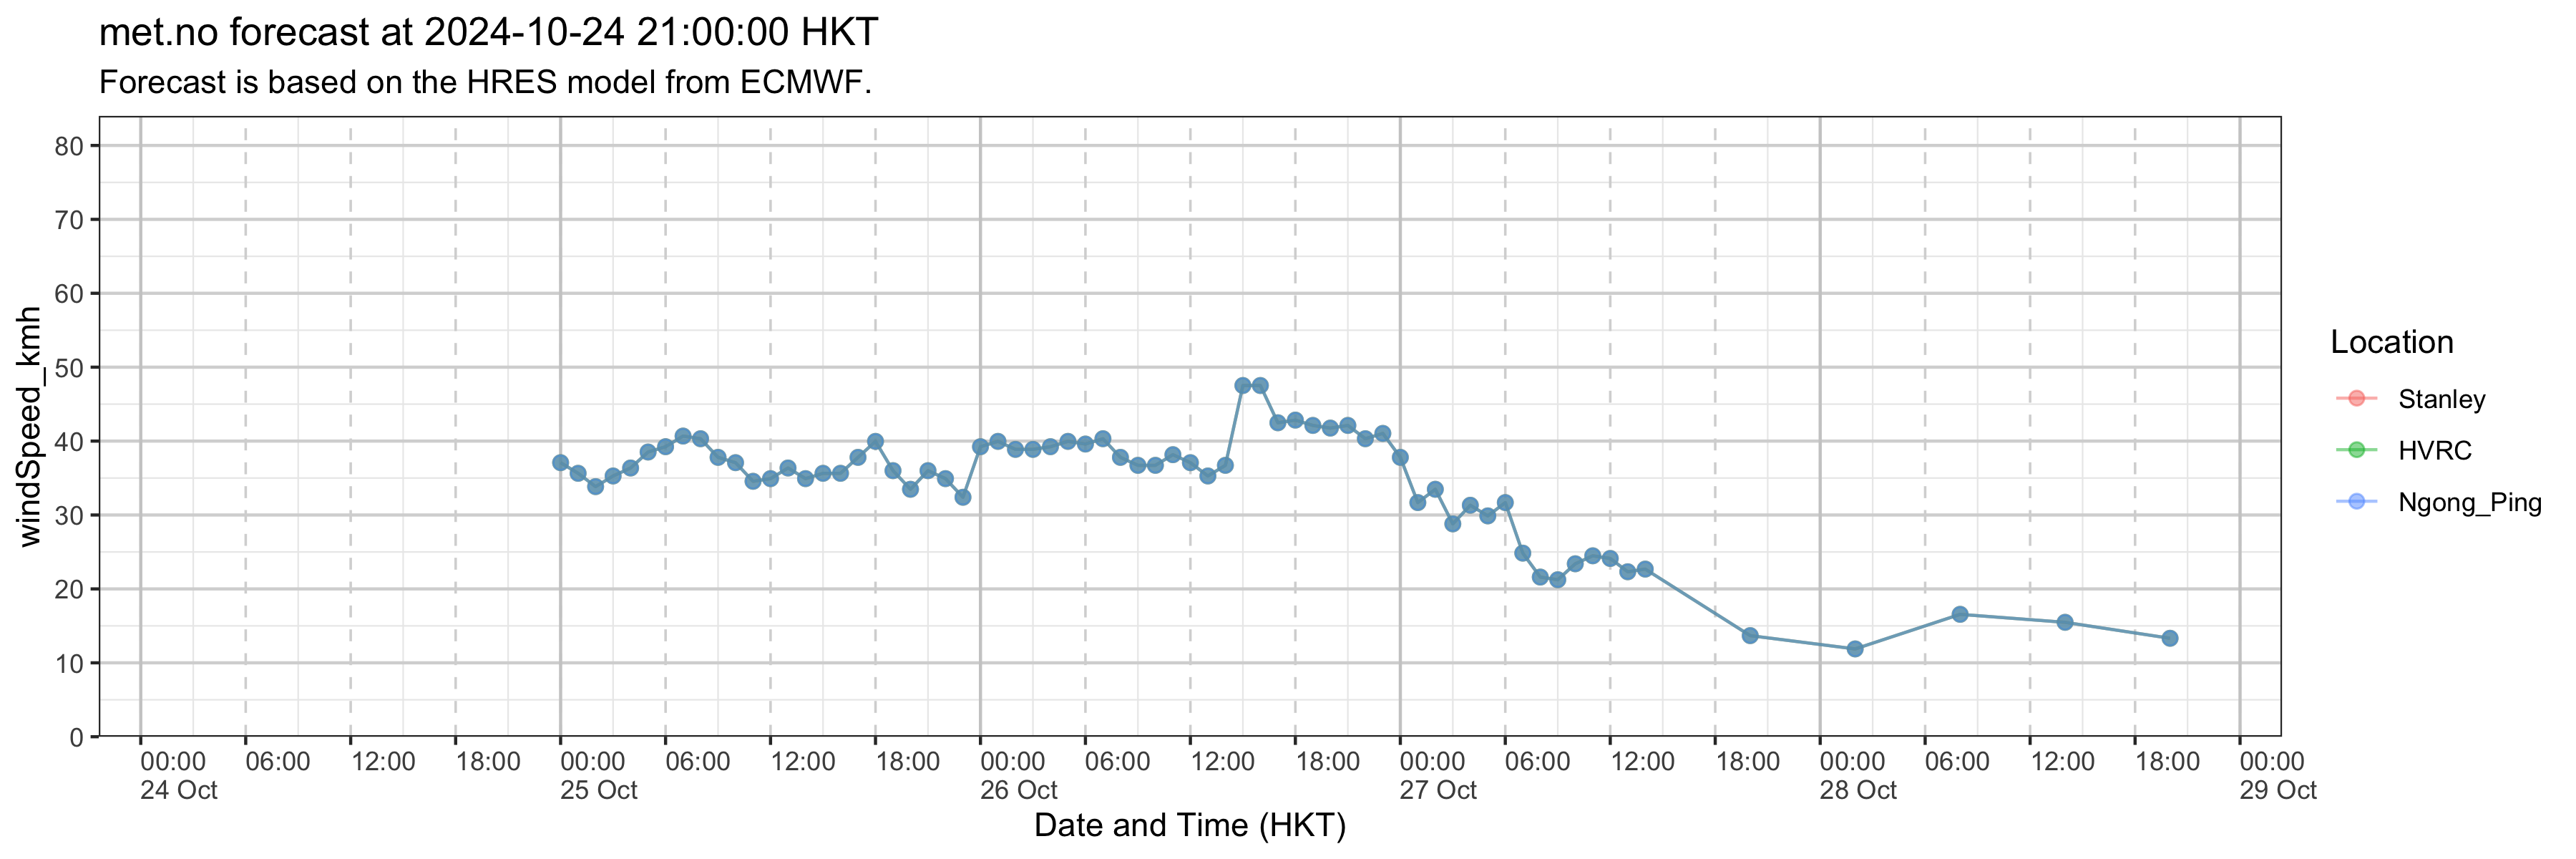 met.no forecast at 2024-10-24 21:00:00 HKT
Forecast is based on the HRES model from ECMWF.
windSpeed_kmh
80
70
60
50
40
30
20
10
0
00:00 06:00 12:00 18:00 00:00 06:00 12:00 18:00 00:00 06:00 12:00 18:00 00:00 06:00 12:00 18:00 00:00 06:00 12:00 18:00 00:00
24 Oct 25 Oct 26 Oct 27 Oct 28 Oct 29 Oct
Date and Time (HKT)
Location
Stanley
HVRC
Ngong_Ping